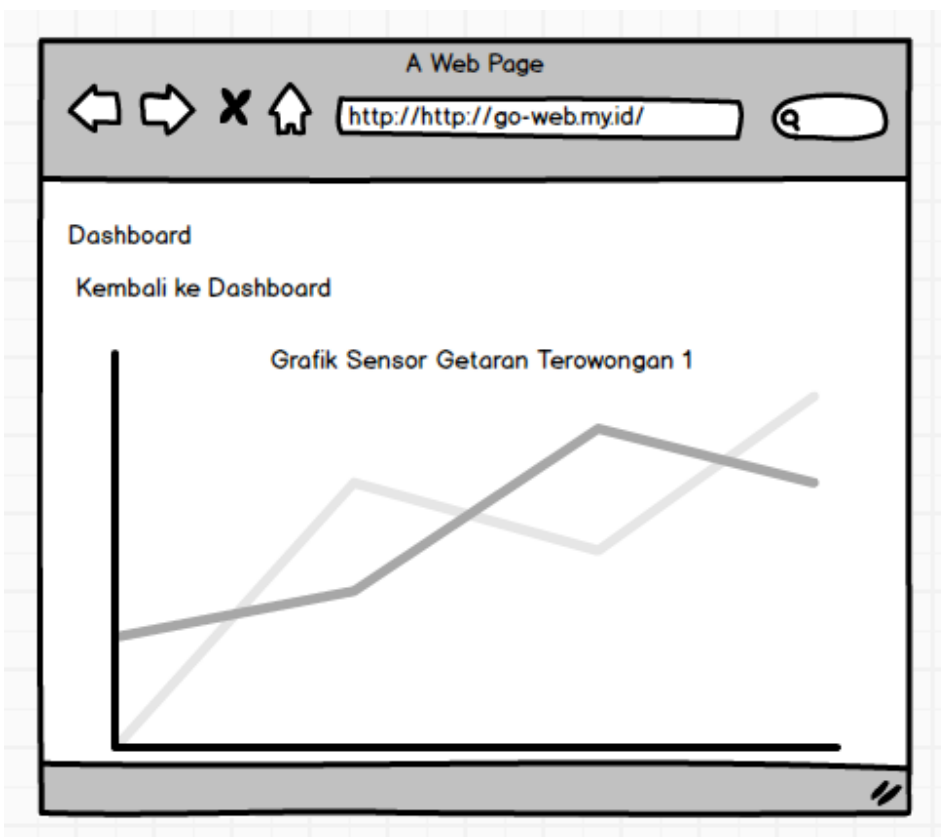 A Web Page
http://http://go-web.my.id/
Dashboard
Kembali ke Dashboard
Grafik Sensor Getaran Terowongan 1